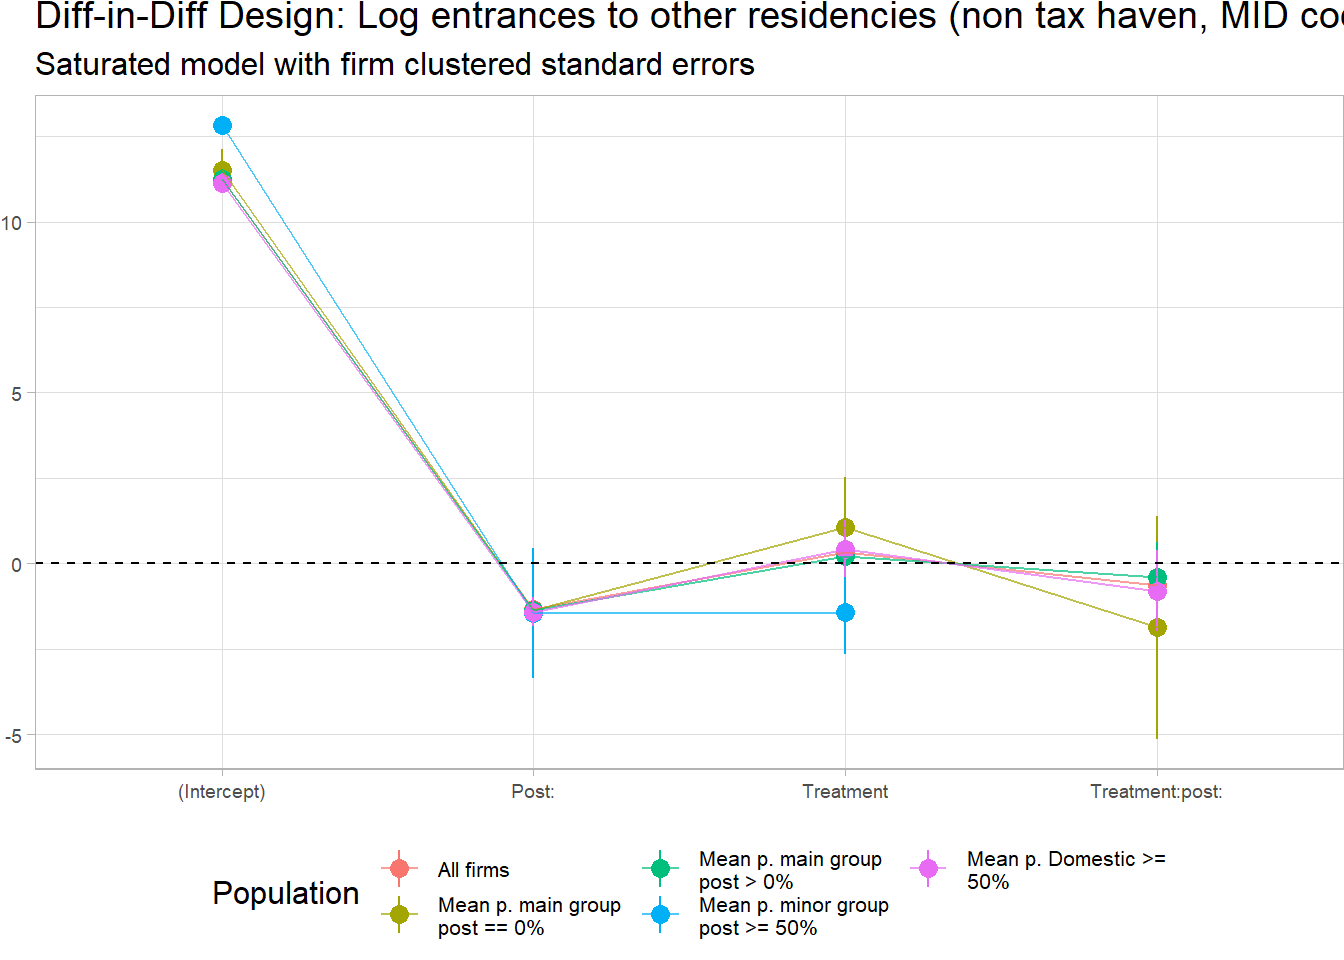 Diff-in-Diff Design: Log entrances to other residencies (non tax haven, MID
Saturated model with firm clustered standard errors
10
5
0
-5
(Intercept) Post: Treatment Treatment:post:
Population
All firms
Mean p. main group
post == 0%
Mean p. main group
post > 0%
Mean p. minor group
post >= 50%
Mean p. Domestic >=
50%